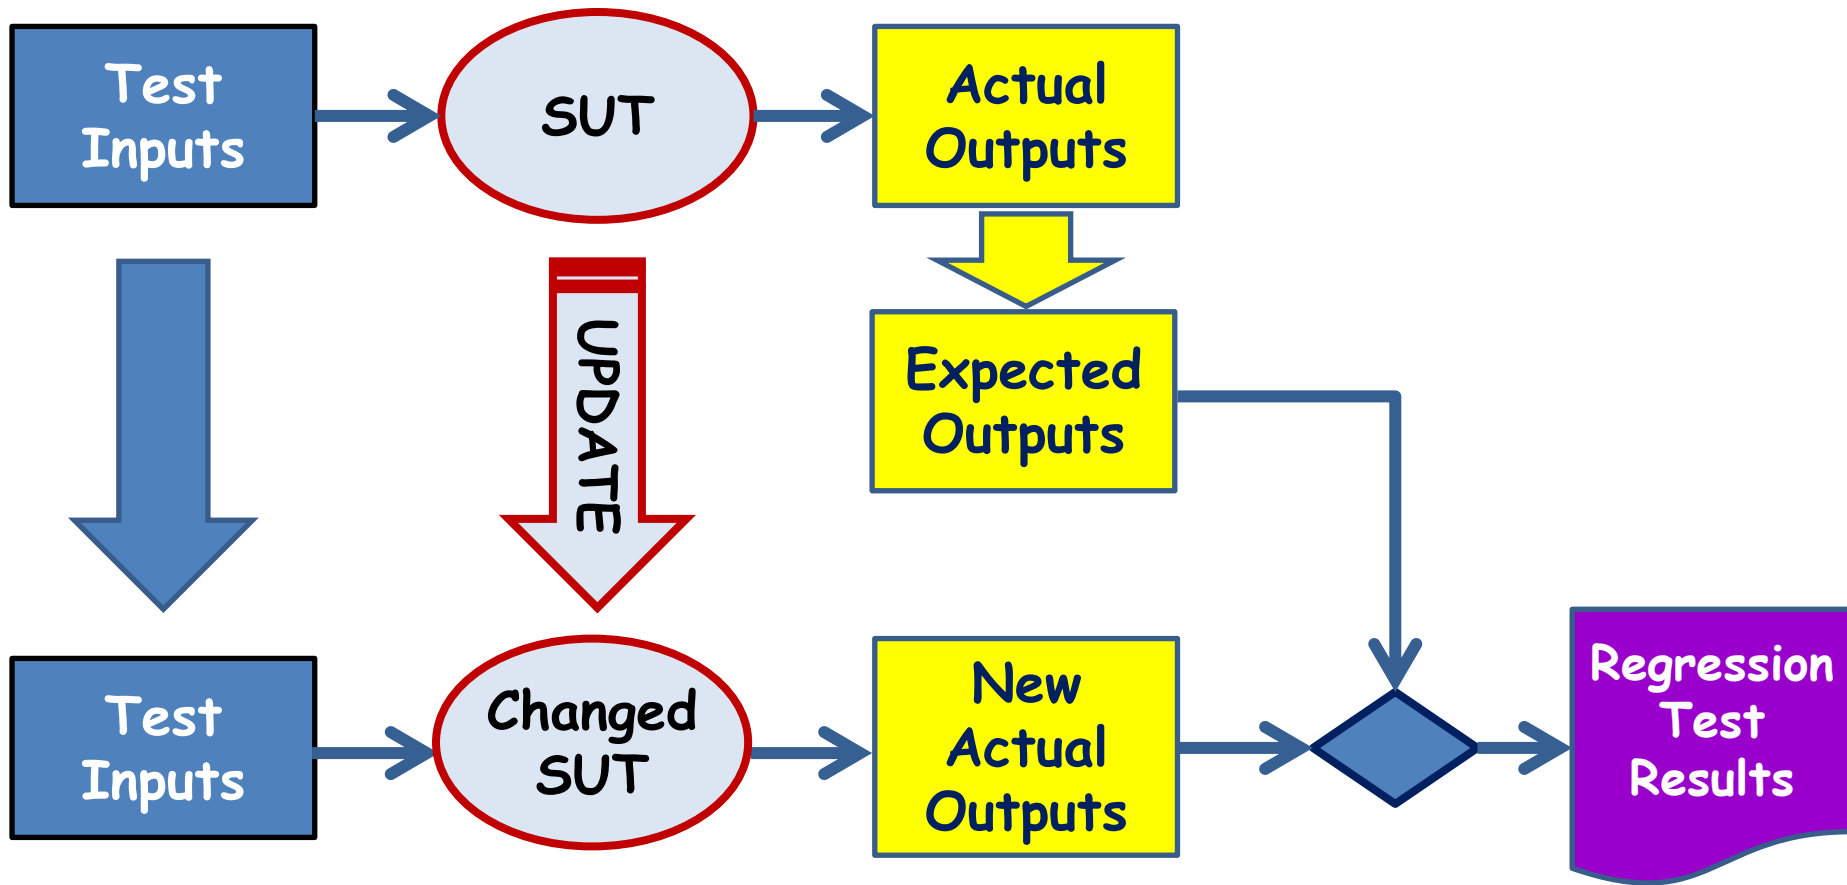 Test
Inputs
SUT
Actual
Outputs
UPDATE
Expected
Outputs
Test
Inputs
Changed
SUT
New
Actual
Outputs
Regression
Test
Results